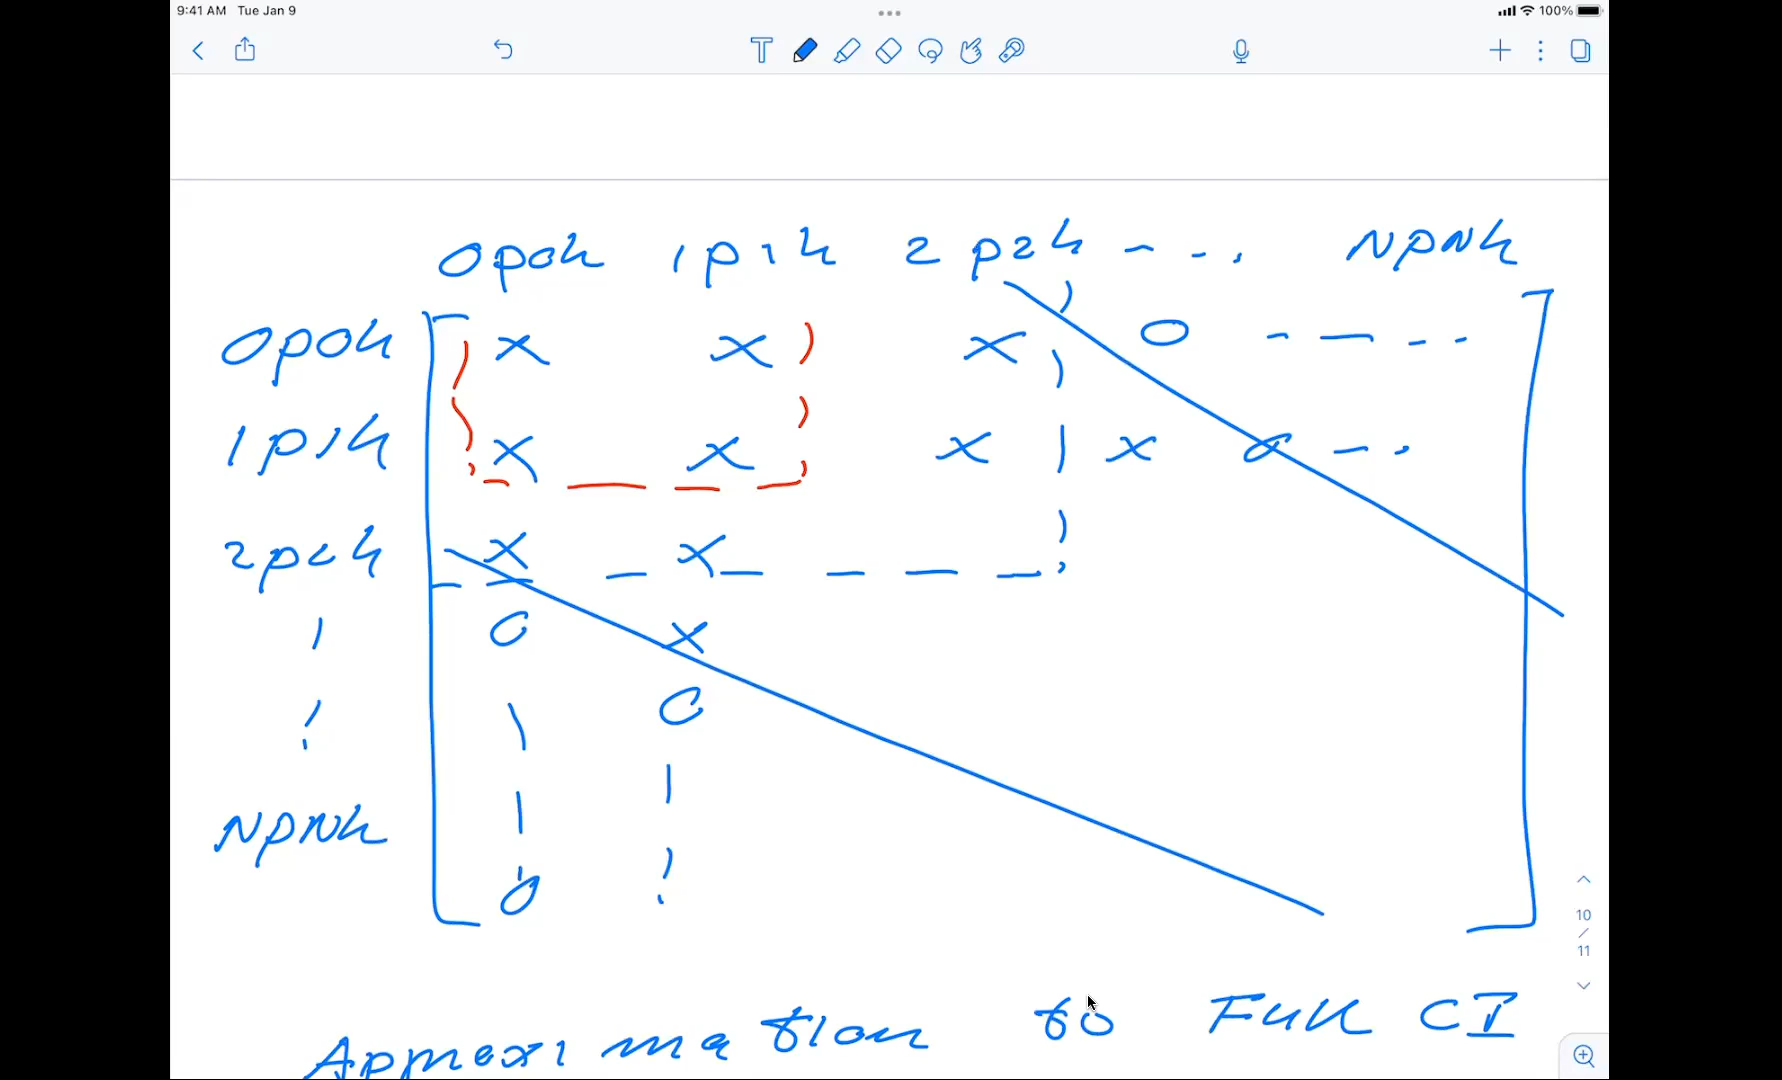 9:41 AM Tue Jan 9
100%
0p0h 1p1h 2p2h - - . . NpNh
0p0h x x x 0 - — - -
1p1h x x x x 0 - -
2p2h x x
0 x
0
NpNh
0
10
/
11
Approximation to Full CI